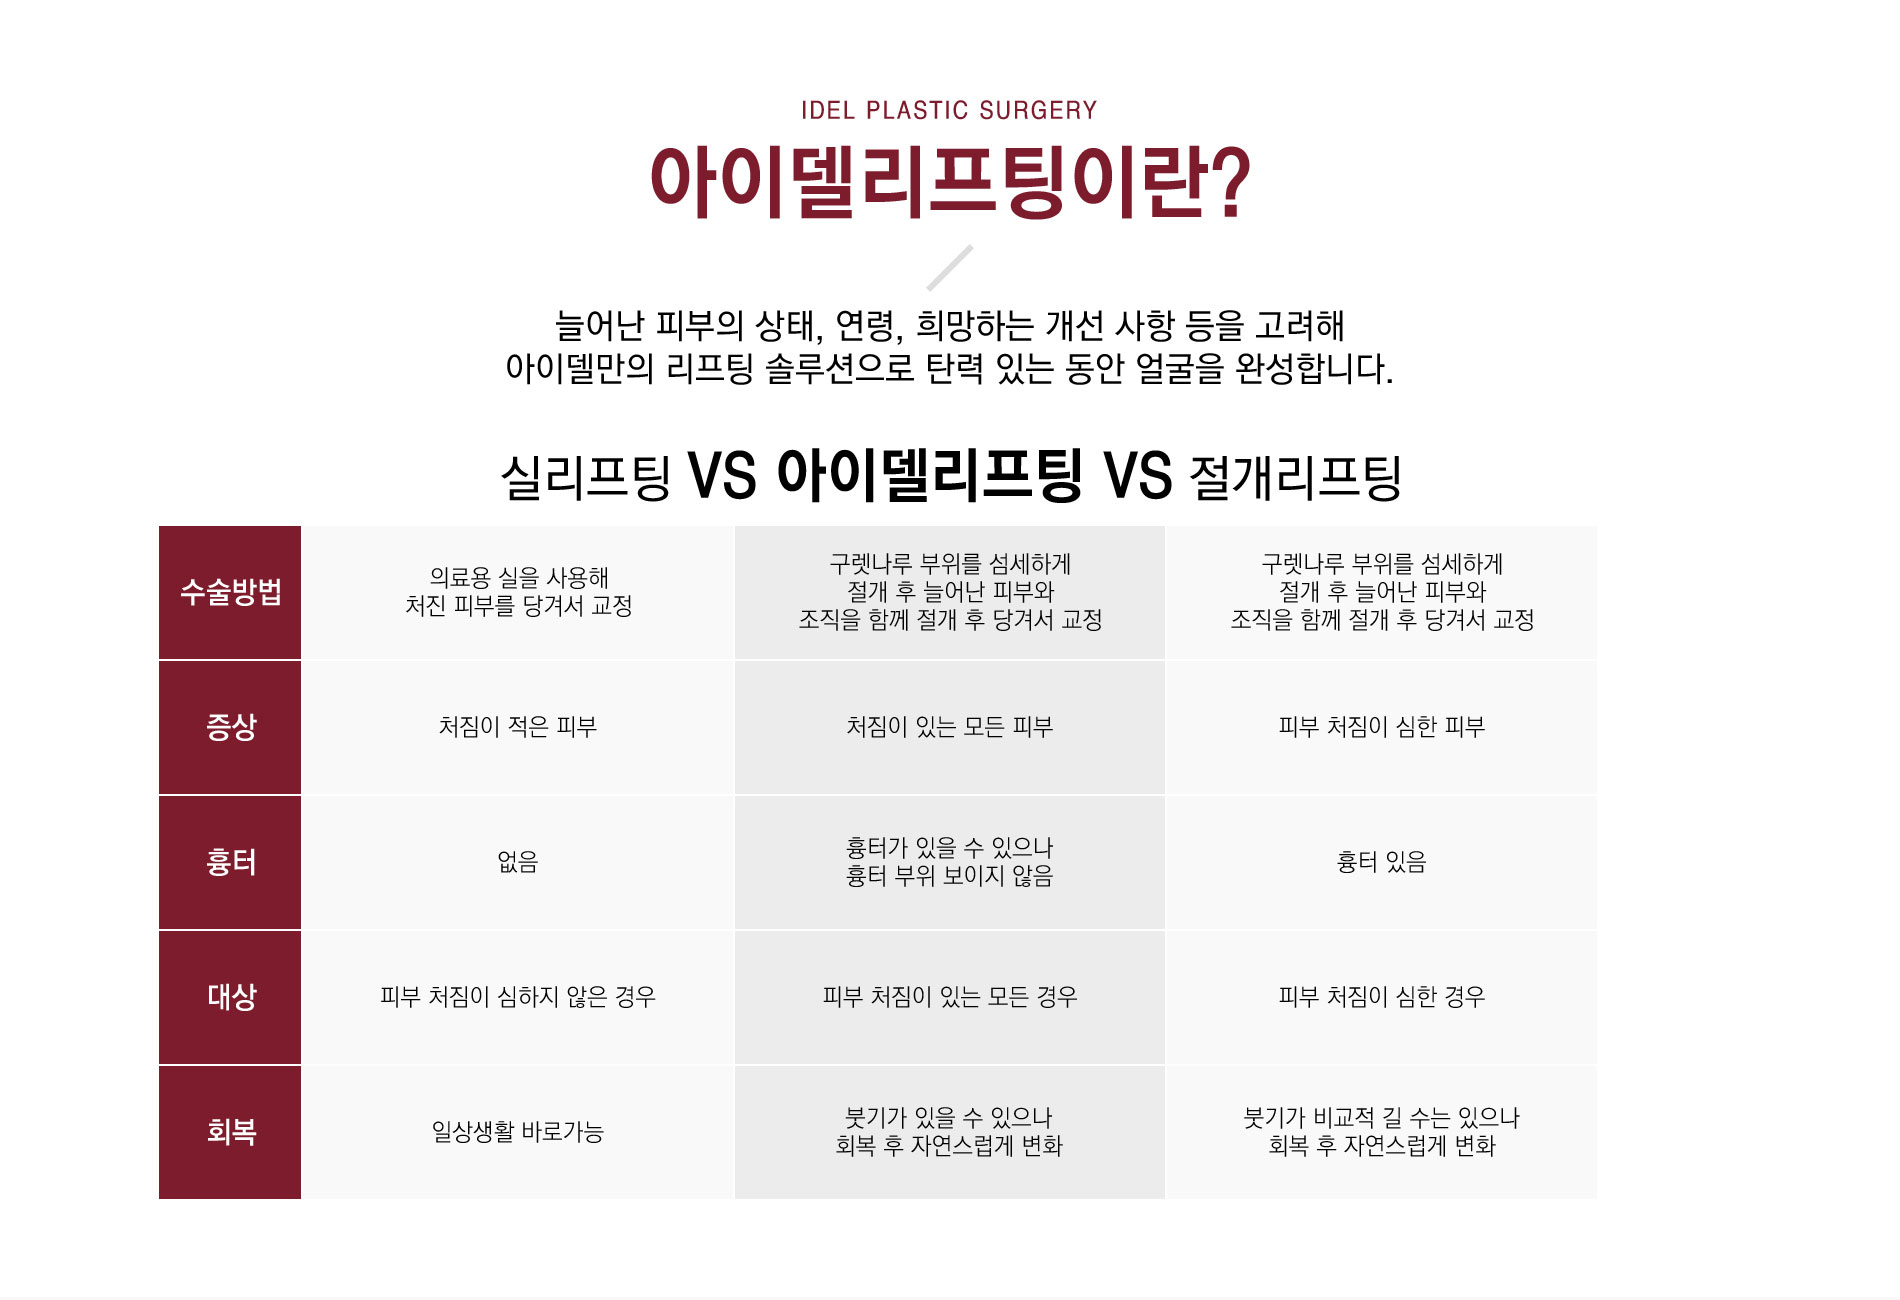 IDEL PLASTIC SURGERY
아이델리프팅이란?
늘어난 피부의 상태, 연령, 희망하는 개선 사항 등을 고려해
아이델만의 리프팅 솔루션으로 탄력 있는 동안 얼굴을 완성합니다.
실리프팅 VS 아이델리프팅 VS 절개리프팅
수술방법
의료용 실을 사용해
처진 피부를 당겨서 교정
구렛나루 부위를 섬세하게
절개 후 늘어난 피부와
조직을 함께 절개 후 당겨서 교정
구렛나루 부위를 섬세하게
절개 후 늘어난 피부와
조직을 함께 절개 후 당겨서 교정
증상
처짐이 적은 피부
처짐이 있는 모든 피부
피부 처짐이 심한 피부
흉터
없음
흉터가 있을 수 있으나
흉터 부위 보이지 않음
흉터 있음
대상
피부 처짐이 심하지 않은 경우
피부 처짐이 있는 모든 경우
피부 처짐이 심한 경우
회복
일상생활 바로가능
붓기가 있을 수 있으나
회복 후 자연스럽게 변화
붓기가 비교적 길 수는 있으나
회복 후 자연스럽게 변화